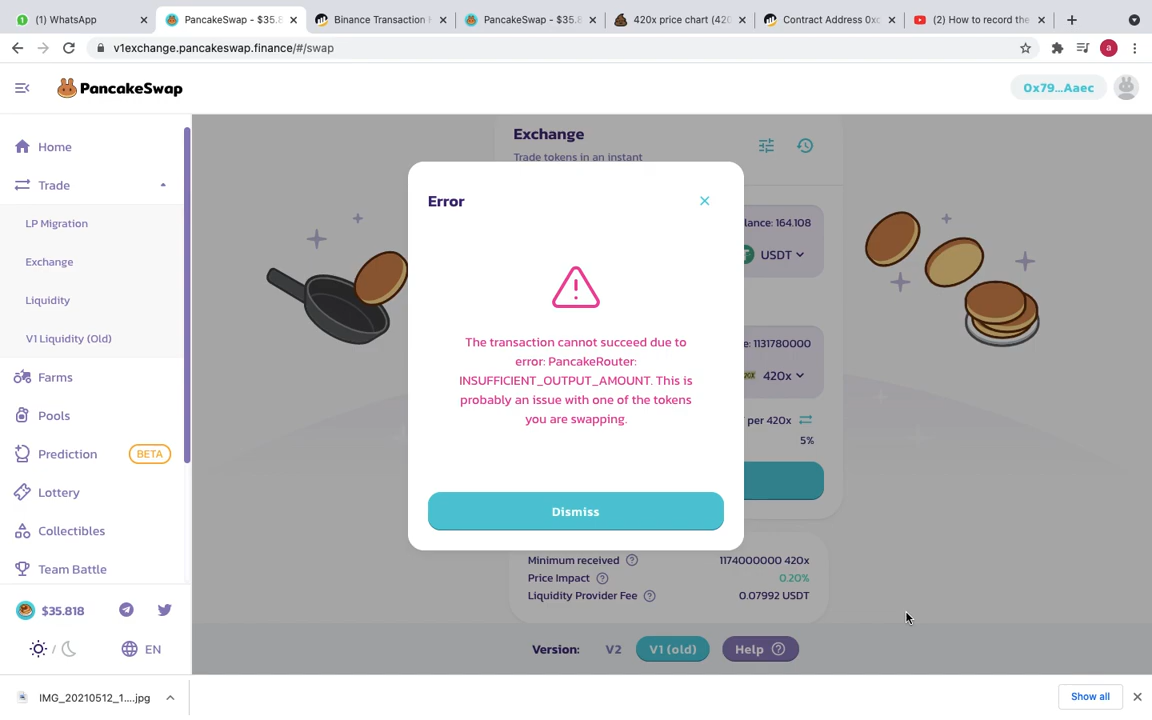 (1) WhatsApp
PancakeSwap - $35.8
Binance Transaction H
PancakeSwap - $35.8
420x price chart (420
Contract Address 0xc
(2) How to record the
v1exchange.pancakeswap.finance/#/swap
a
PancakeSwap
0x79...Aaec
Home
Trade
LP Migration
Exchange
Liquidity
V1 Liquidity (Old)
Farms
Pools
Prediction
BETA
Lottery
Collectibles
Team Battle
$35.818
EN
Exchange
Trade tokens in an instant
lance: 164.108
USDT
e: 1131780000
420x
per 420x
5%
Error
The transaction cannot succeed due to
error: PancakeRouter:
INSUFFICIENT_OUTPUT_AMOUNT. This is
probably an issue with one of the tokens
you are swapping.
Dismiss
Minimum received
1174000000 420x
Price Impact
0.20%
Liquidity Provider Fee
0.07992 USDT
Version:
V2
V1 (old)
Help
IMG_20210512_1....jpg
Show all